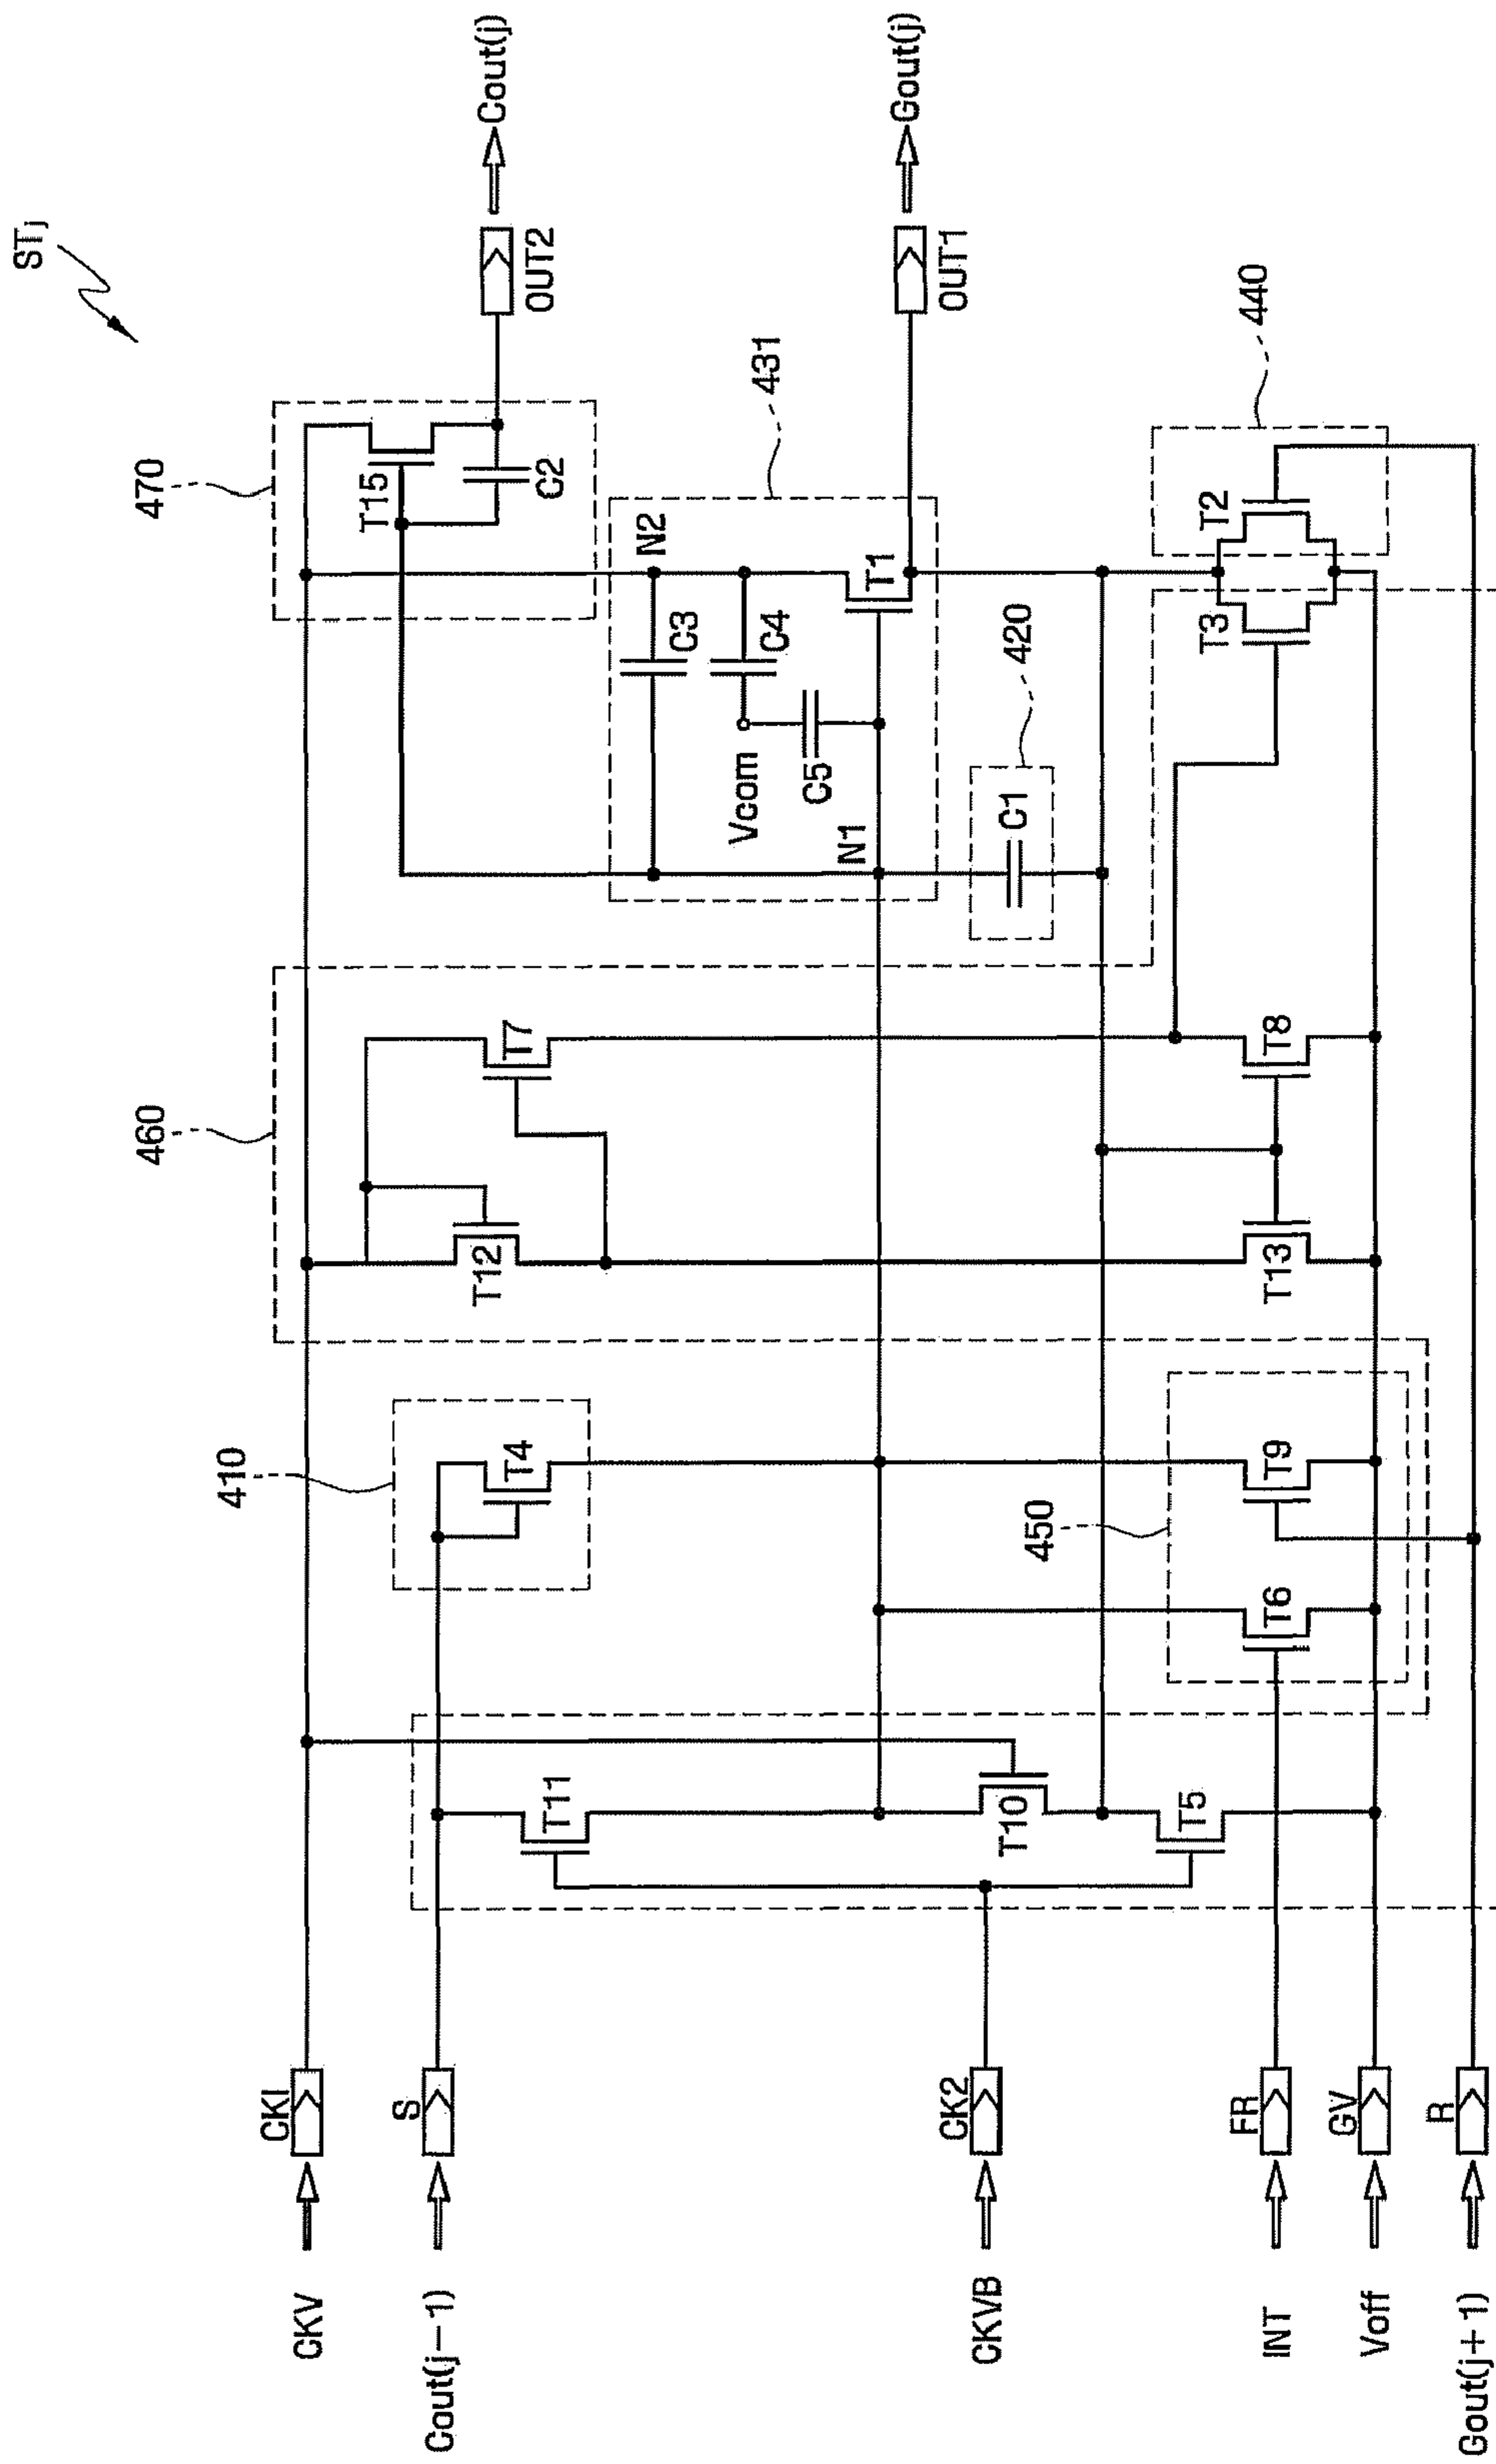 STj
470
Cout(j)
T15
C2
OUT2
431
N2
C3
C4
Vcom
C5
N1
T1
Gout(j)
OUT1
420
C1
440
T3
T2
460
T12
T7
T13
T8
410
T4
450
T6
T9
T11
T10
T5
CKV
CKI
Cout(j−1)
S
CKVB
CK2
INT
FR
Voff
GV
Gout(j+1)
R